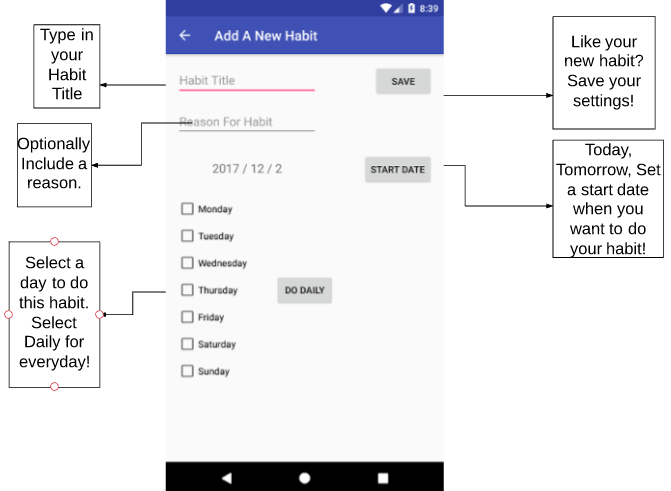 8:39
Add A New Habit
Type in
your
Habit
Title
Habit Title
SAVE
Like your
new habit?
Save your
settings!
Optionally
Include a
reason.
Reason For Habit
2017 / 12 / 2
START DATE
Today,
Tomorrow, Set
a start date
when you
want to do
your habit!
Monday
Tuesday
Wednesday
Thursday
DO DAILY
Friday
Saturday
Sunday
Select a
day to do
this habit.
Select
Daily for
everyday!